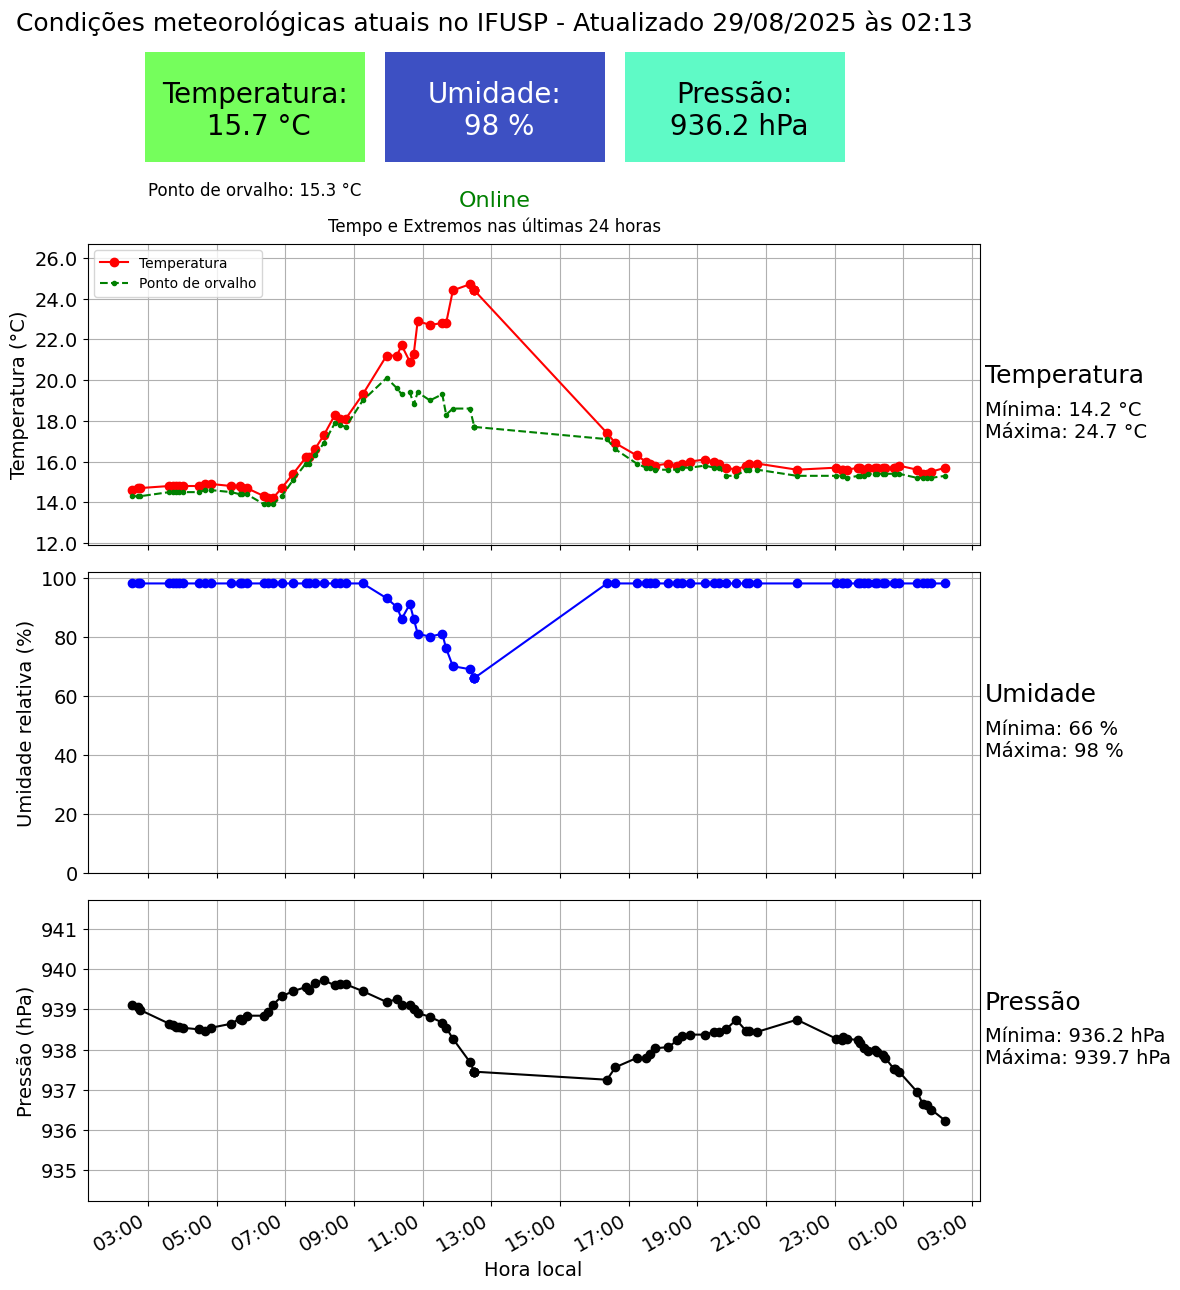 Condições meteorológicas atuais no IFUSP - Atualizado 29/08/2025 às 02:13
Temperatura:
15.7 °C
Umidade:
98 %
Pressão:
936.2 hPa
Ponto de orvalho: 15.3 °C
Online
Tempo e Extremos nas últimas 24 horas
Temperatura (°C)
26.0
24.0
22.0
20.0
18.0
16.0
14.0
12.0
Temperatura
Ponto de orvalho
Temperatura
Mínima: 14.2 °C
Máxima: 24.7 °C
Umidade relativa (%)
100
80
60
40
20
0
Umidade
Mínima: 66 %
Máxima: 98 %
Pressão (hPa)
941
940
939
938
937
936
935
Pressão
Mínima: 936.2 hPa
Máxima: 939.7 hPa
03:00 05:00 07:00 09:00 11:00 13:00 15:00 17:00 19:00 21:00 23:00 01:00 03:00
Hora local